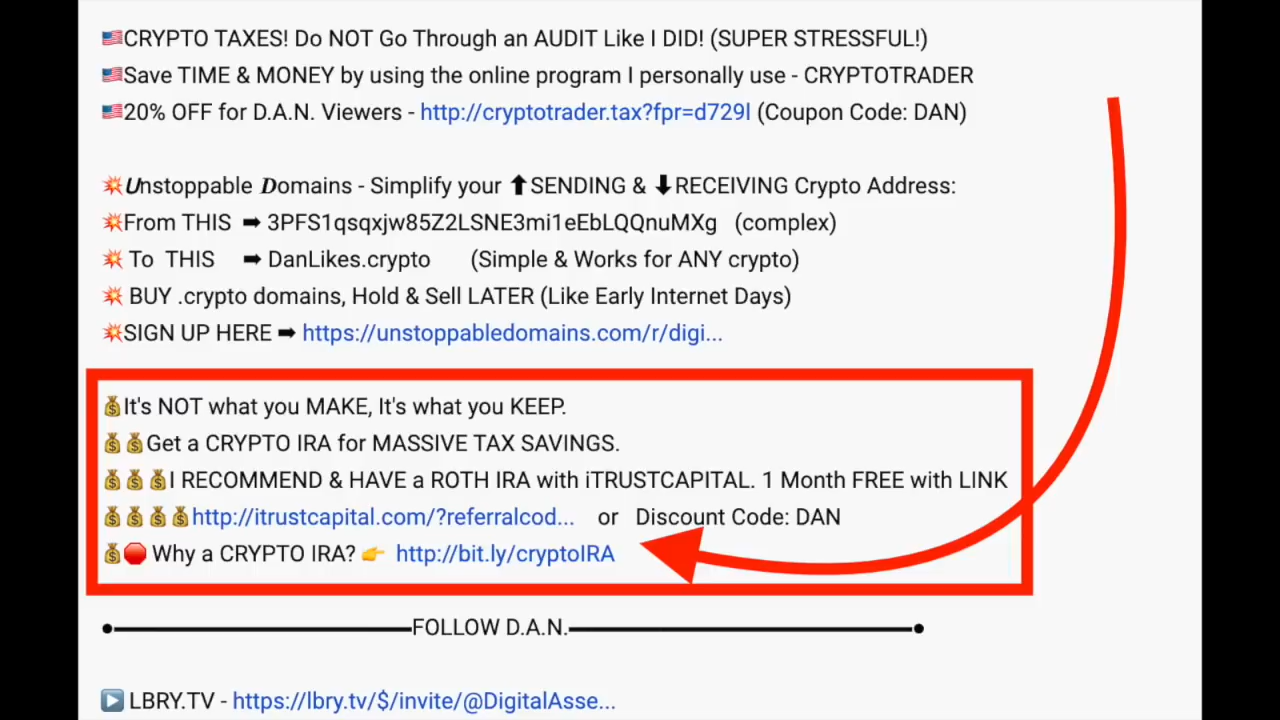 🇺🇸CRYPTO TAXES! Do NOT Go Through an AUDIT Like I DID! (SUPER STRESSFUL!)
🇺🇸Save TIME & MONEY by using the online program I personally use - CRYPTOTRADER
🇺🇸20% OFF for D.A.N. Viewers - http://cryptotrader.tax?fpr=d729l (Coupon Code: DAN)
💥𝙐nstoppable 𝑫omains - Simplify your ⬆SENDING & ⬇RECEIVING Crypto Address:
💥From THIS ➡ 3PFS1qsqxjw85Z2LSNE3mi1eEbLQQnuMXg (complex)
💥 To THIS ➡ DanLikes.crypto (Simple & Works for ANY crypto)
💥 BUY .crypto domains, Hold & Sell LATER (Like Early Internet Days)
💥SIGN UP HERE ➡ https://unstoppabledomains.com/r/digi...
💰It's NOT what you MAKE, It's what you KEEP.
💰💰Get a CRYPTO IRA for MASSIVE TAX SAVINGS.
💰💰💰I RECOMMEND & HAVE a ROTH IRA with iTRUSTCAPITAL. 1 Month FREE with LINK
💰💰💰💰http://itrustcapital.com/?referralcod... or Discount Code: DAN
💰🛑 Why a CRYPTO IRA? 👉 http://bit.ly/cryptoIRA
●▬▬▬▬▬▬▬▬▬▬FOLLOW D.A.N.▬▬▬▬▬▬▬▬▬▬●
▶️ LBRY.TV - https://lbry.tv/$/invite/@DigitalAsse...